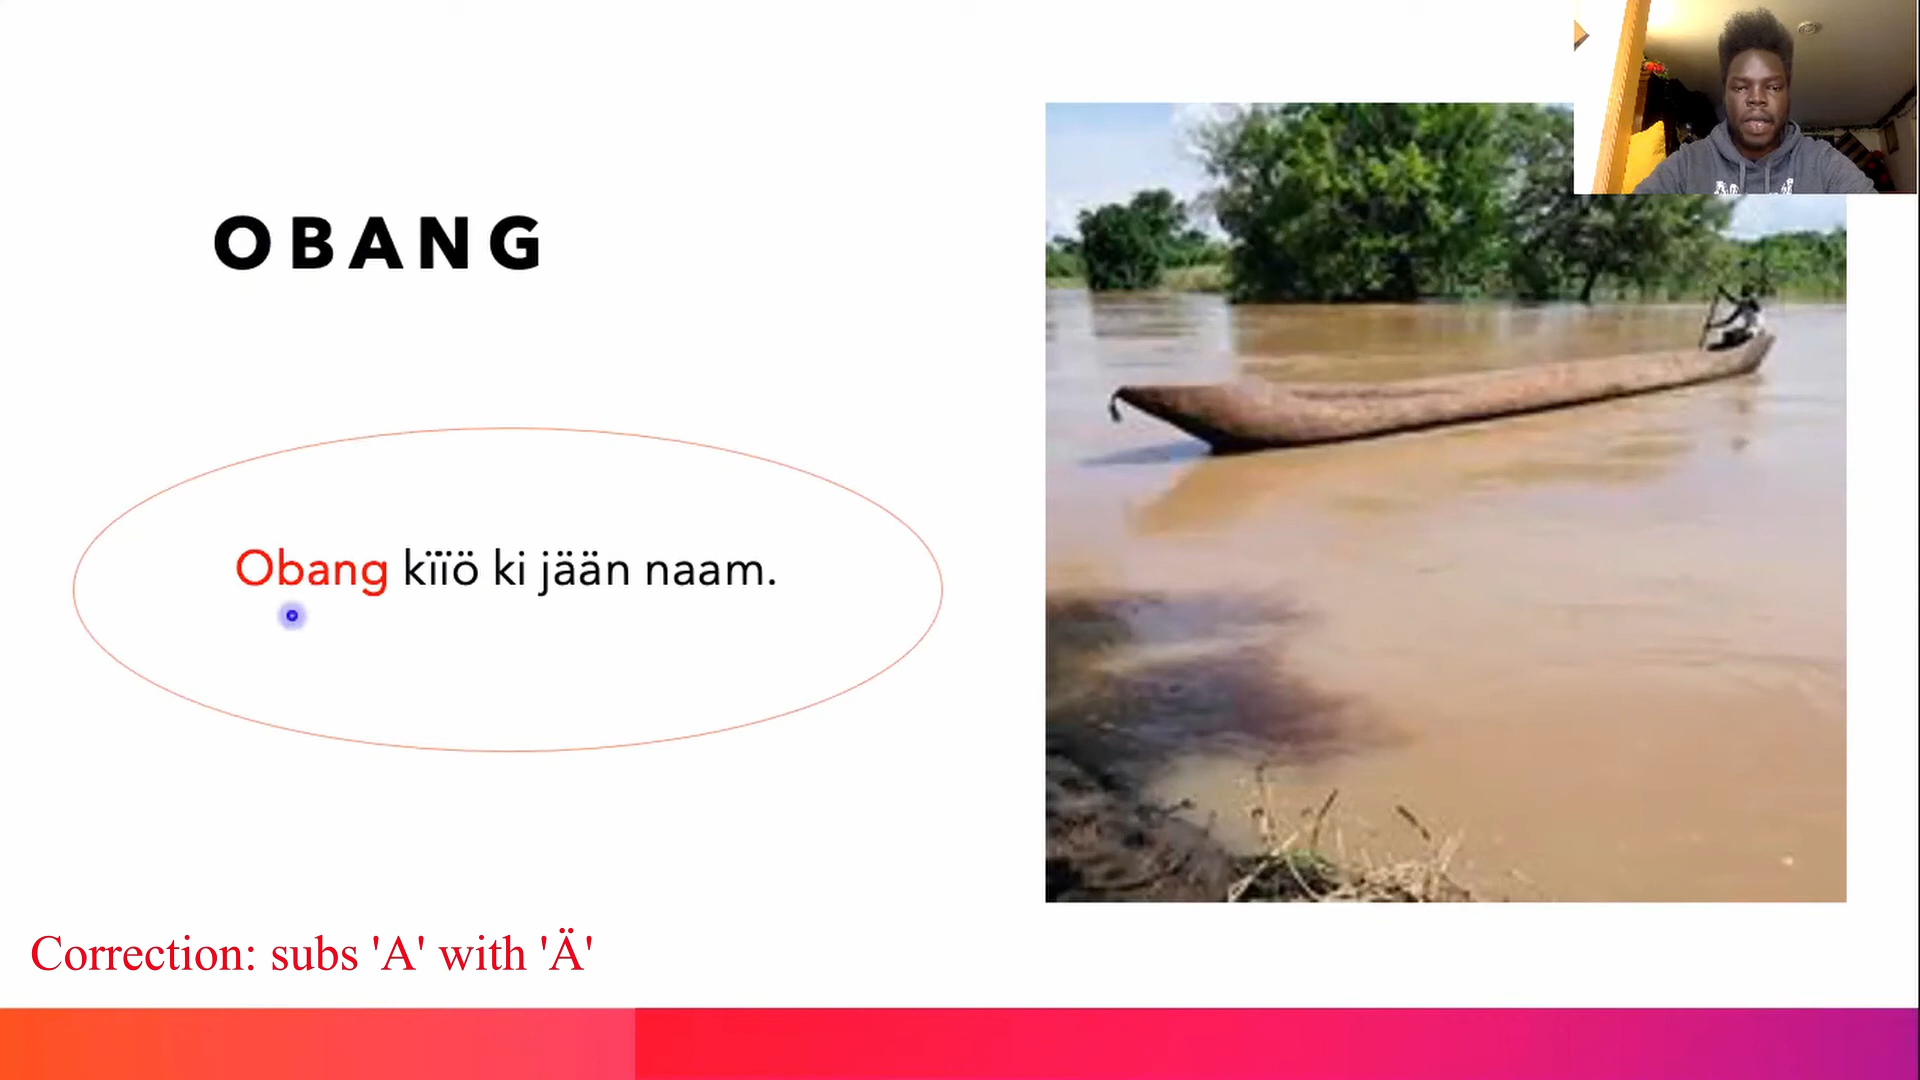 OBANG
Obang kïïö ki jään naam.
Correction: subs 'A' with 'Ä'